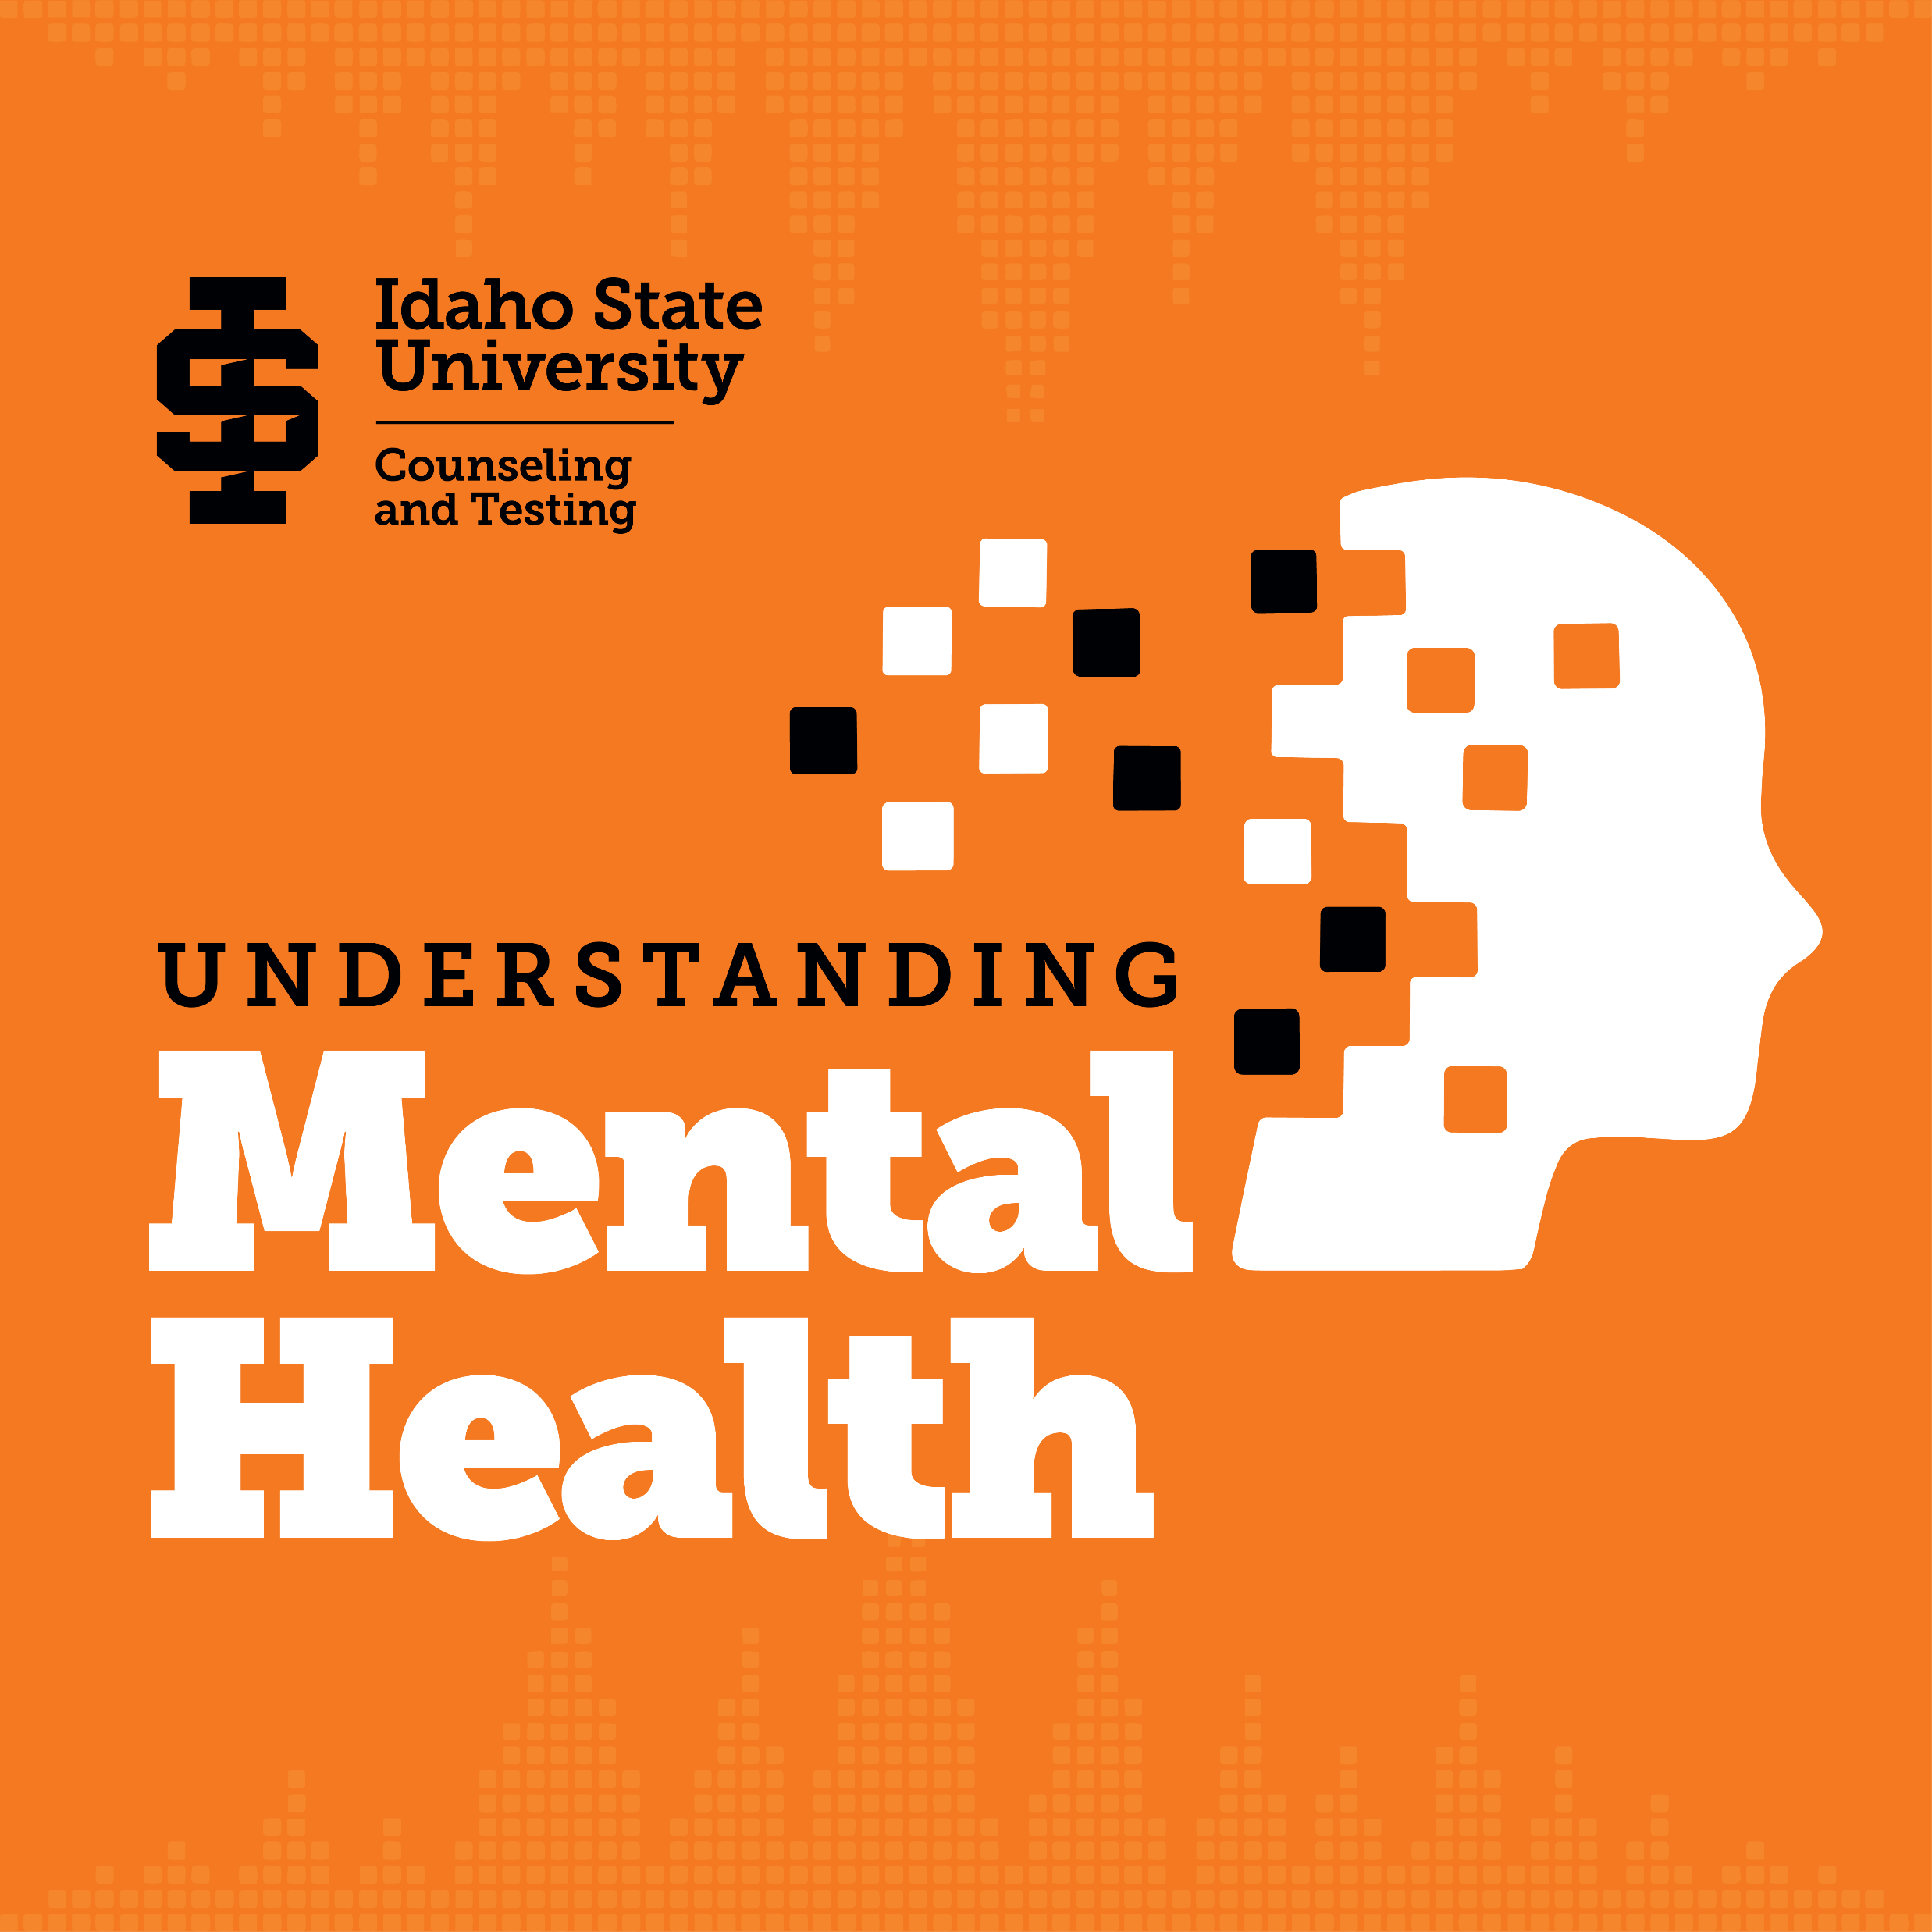 Idaho State
University
Counseling
and Testing
UNDERSTANDING
Mental
Health